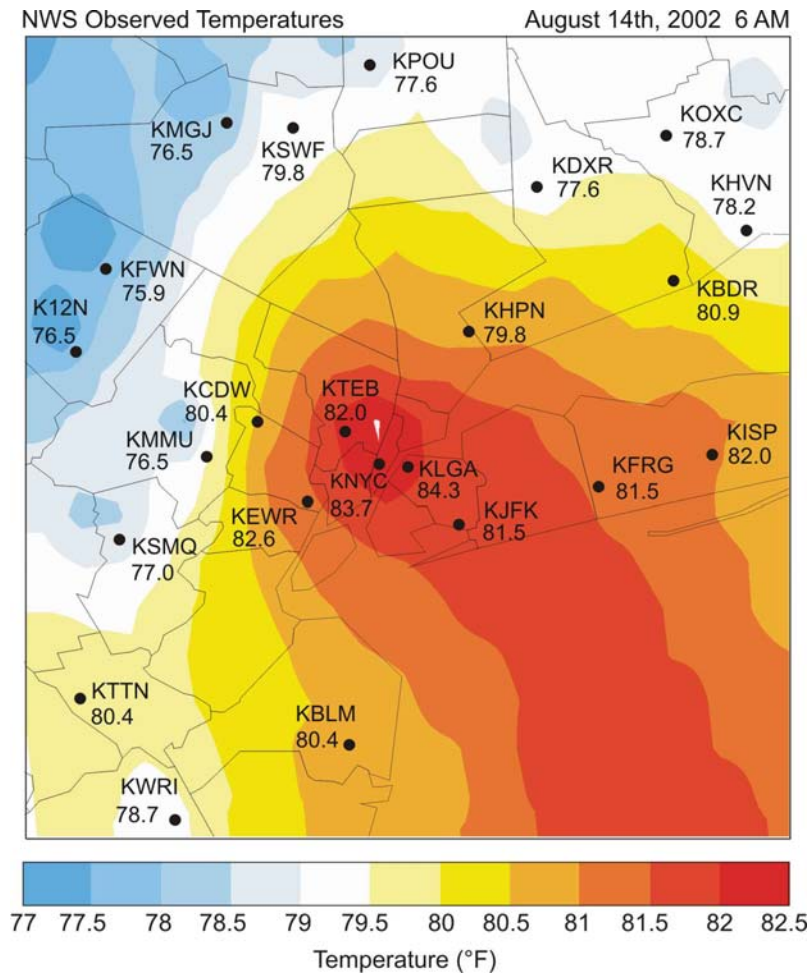 NWS Observed Temperatures August 14th, 2002 6 AM
KPOU
77.6
KMGJ
76.5
KSWF
79.8
KOXC
78.7
KDXR
77.6
KHVN
78.2
KFWN
75.9
KBDR
80.9
K12N
76.5
KHPN
79.8
KCDW
80.4
KTEB
82.0
KMMU
76.5
KISP
82.0
KNYC
83.7
KLGA
84.3
KFRG
81.5
KEWR
82.6
KJFK
81.5
KSMQ
77.0
KTTN
80.4
KBLM
80.4
KWRI
78.7
77 77.5 78 78.5 79 79.5 80 80.5 81 81.5 82 82.5
Temperature (°F)